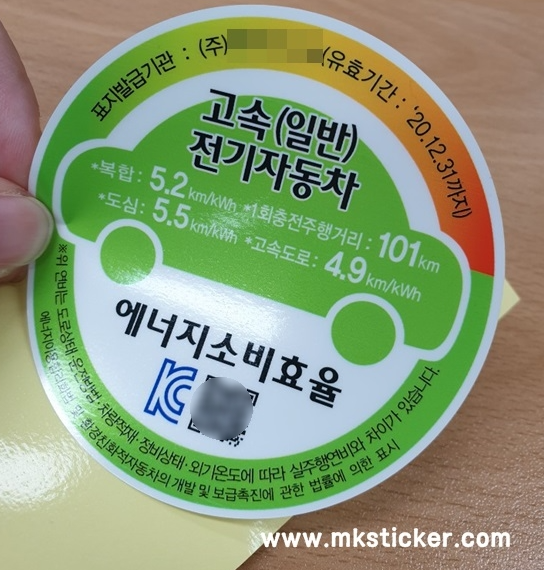 표지발급기관 : (주) (유효기간 : '20.12.31까지)
고속(일반)
전기자동차
*복합: 5.2km/kWh *1회충전주행거리 : 101km
*도심: 5.5km/kWh *고속도로: 4.9km/kWh
에너지소비효율
※위 연비는 도로상태·운전방법·차량적재·정비상태·외기온도에 따라 실주행연비와 차이가 있습니다.
에너지이용합리화법 및 환경친화적자동차의 개발 및 보급촉진에 관한 법률에 의한 표시
www.mksticker.com